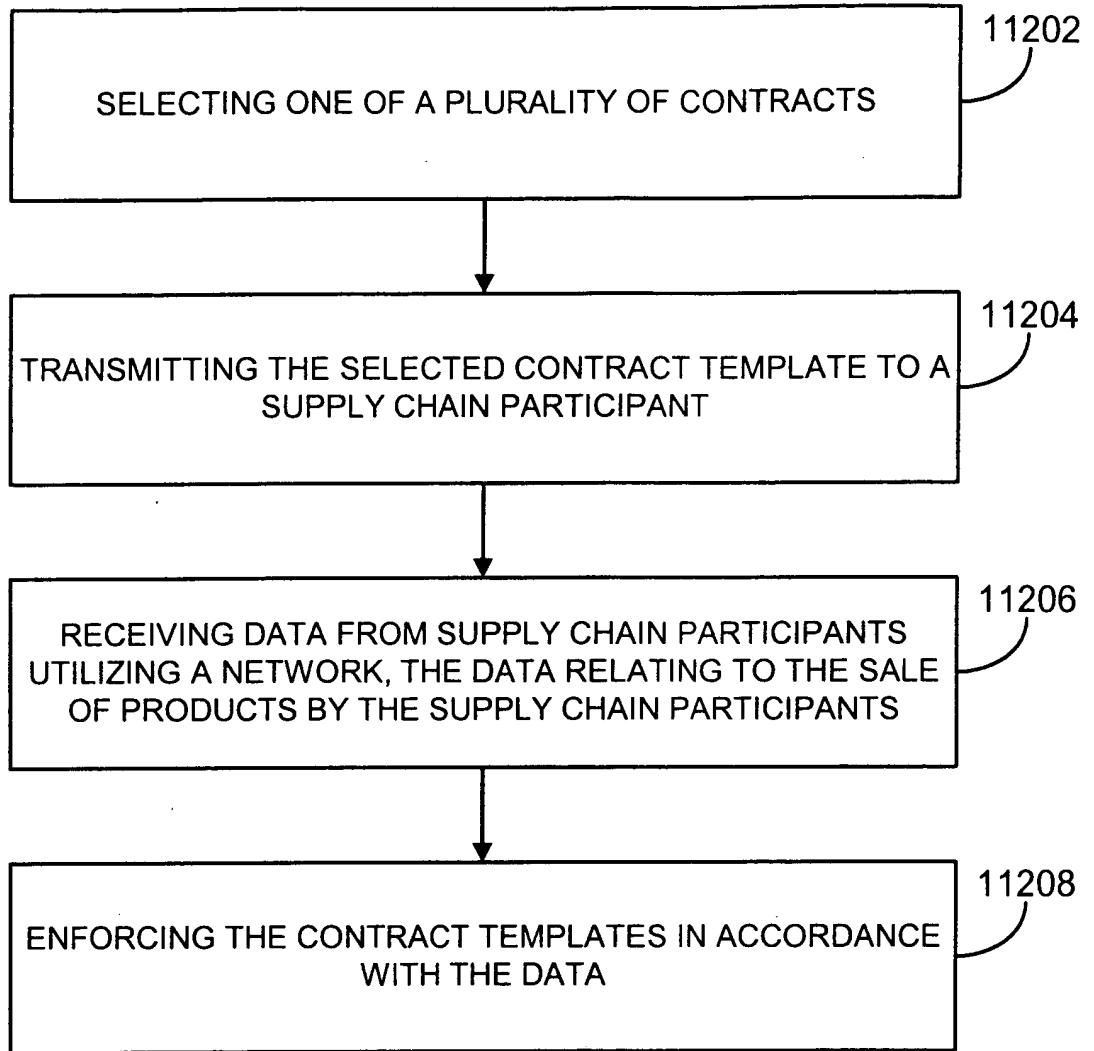 11202
SELECTING ONE OF A PLURALITY OF CONTRACTS
11204
TRANSMITTING THE SELECTED CONTRACT TEMPLATE TO A
SUPPLY CHAIN PARTICIPANT
11206
RECEIVING DATA FROM SUPPLY CHAIN PARTICIPANTS
UTILIZING A NETWORK, THE DATA RELATING TO THE SALE
OF PRODUCTS BY THE SUPPLY CHAIN PARTICIPANTS
11208
ENFORCING THE CONTRACT TEMPLATES IN ACCORDANCE
WITH THE DATA